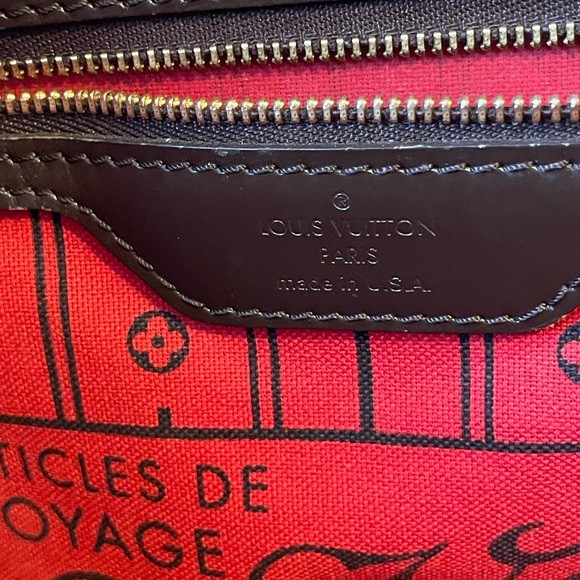 ®
LOUIS VUITTON
PARIS
made in U.S.A.
TICLES DE
OYAGE